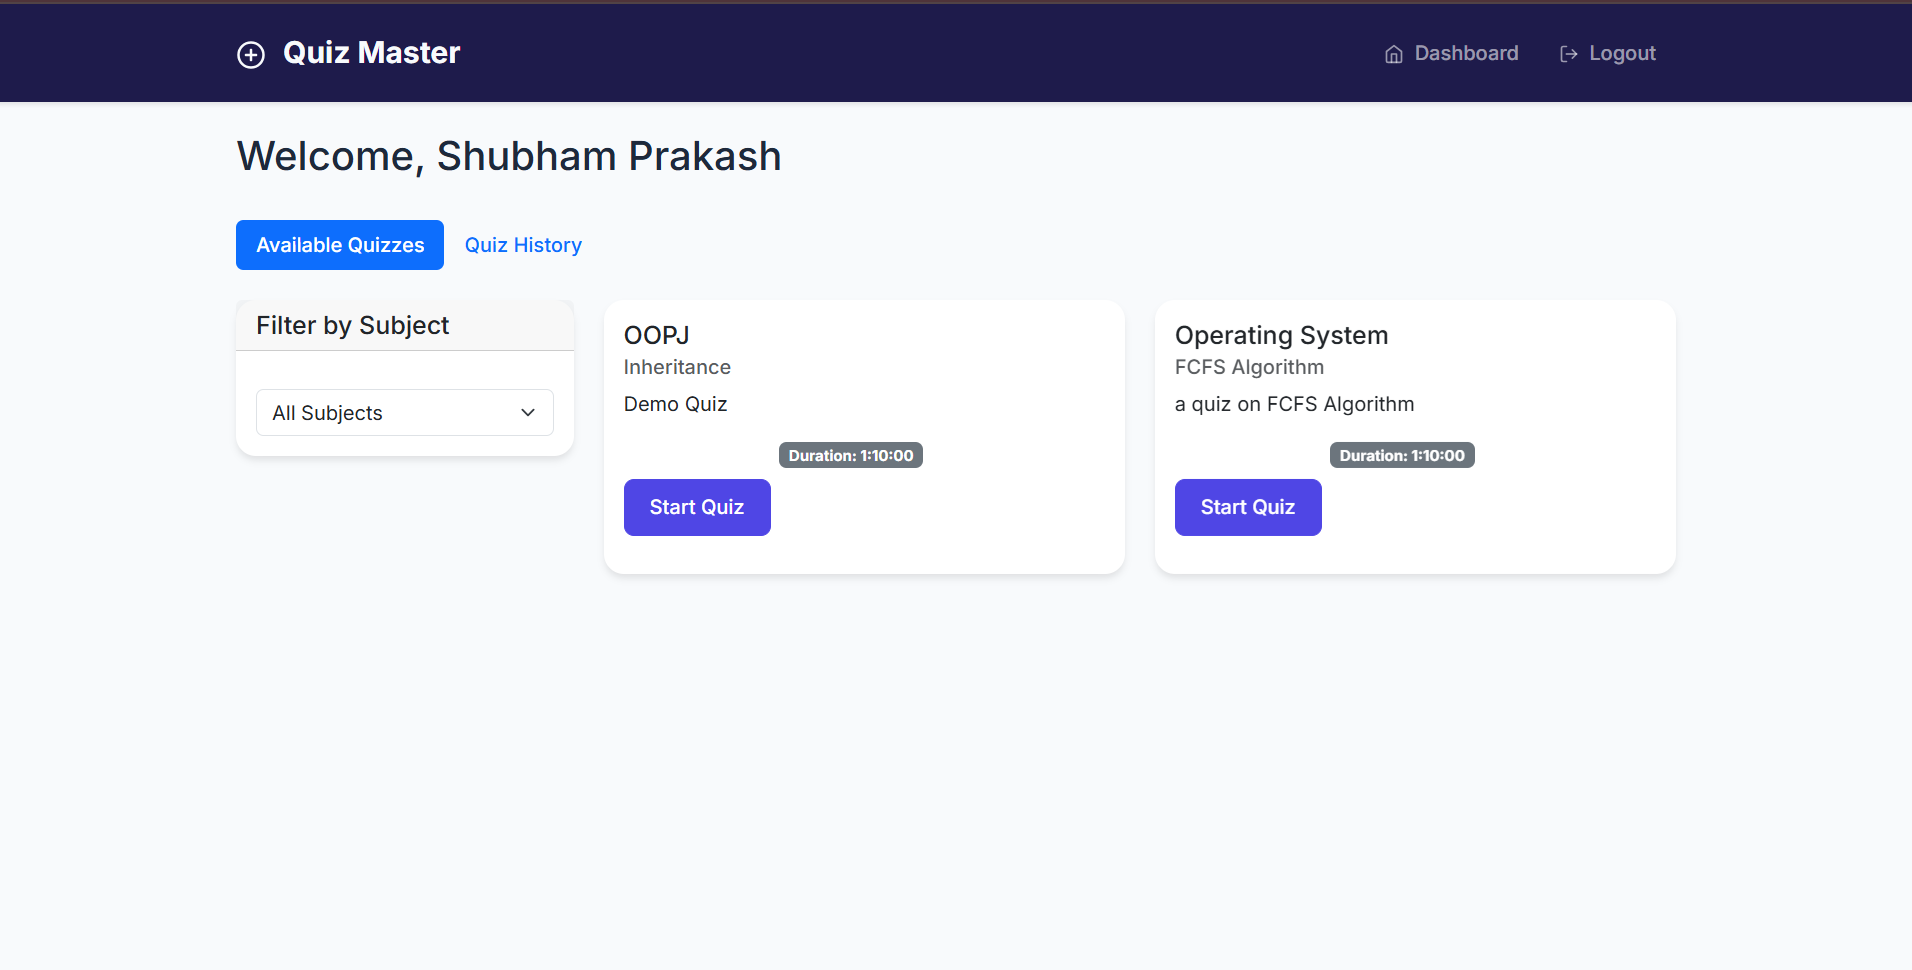 Quiz Master
Dashboard
Logout
Welcome, Shubham Prakash
Available Quizzes
Quiz History
Filter by Subject
All Subjects
OOPJ
Inheritance
Demo Quiz
Duration: 1:10:00
Start Quiz
Operating System
FCFS Algorithm
a quiz on FCFS Algorithm
Duration: 1:10:00
Start Quiz